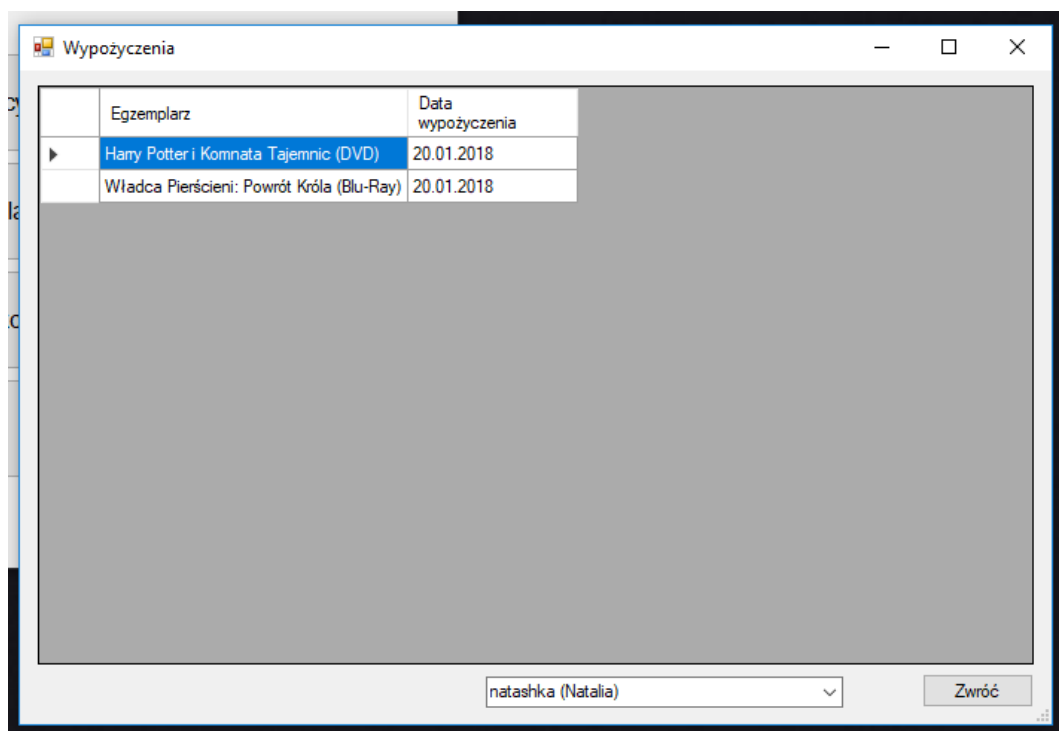 Wypożyczenia
Egzemplarz
Data
wypożyczenia
Harry Potter i Komnata Tajemnic (DVD) 20.01.2018
Władca Pierścieni: Powrót Króla (Blu-Ray) 20.01.2018
natashka (Natalia)
Zwróć